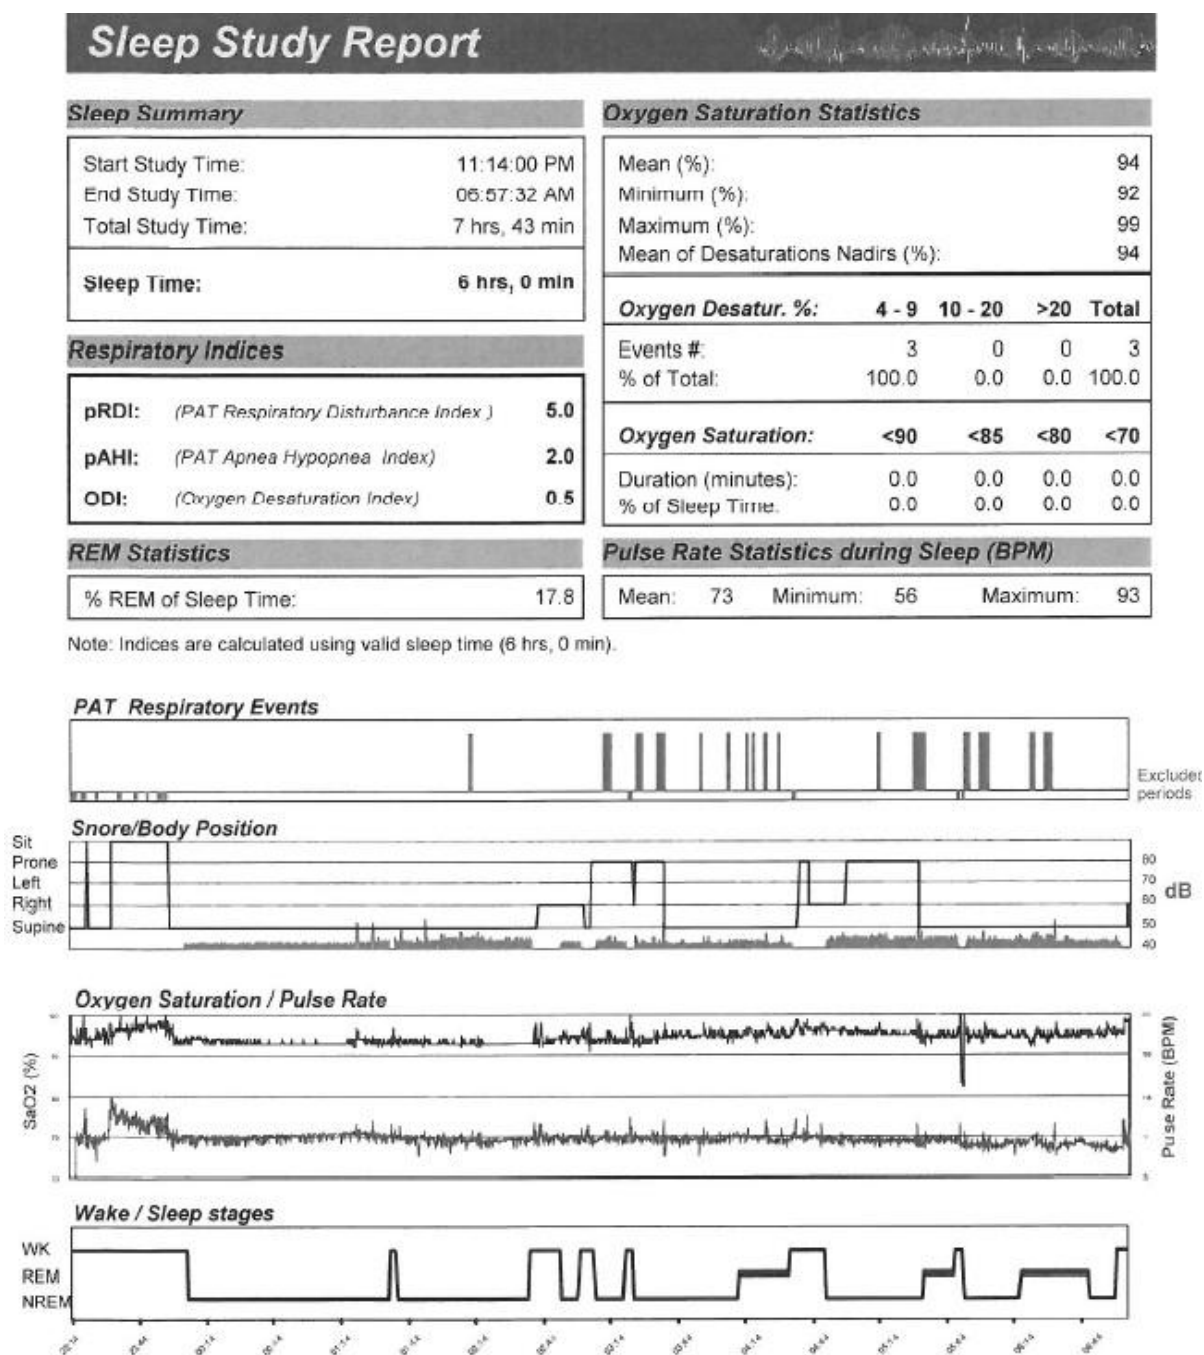 Sleep Study Report
Sleep Summary
Start Study Time: 11:14:00 PM
End Study Time: 06:57:32 AM
Total Study Time: 7 hrs, 43 min
Sleep Time: 6 hrs, 0 min
Respiratory Indices
pRDI: (PAT Respiratory Disturbance Index ) 5.0
pAHI: (PAT Apnea Hypopnea Index) 2.0
ODI: (Oxygen Desaturation Index) 0.5
REM Statistics
% REM of Sleep Time: 17.8
Oxygen Saturation Statistics
Mean (%): 94
Minimum (%): 92
Maximum (%): 99
Mean of Desaturations Nadirs (%): 94
Oxygen Desatur. %: 4 - 9 10 - 20 >20 Total
Events #: 3 0 0 3
% of Total: 100.0 0.0 0.0 100.0
Oxygen Saturation: <90 <85 <80 <70
Duration (minutes): 0.0 0.0 0.0 0.0
% of Sleep Time: 0.0 0.0 0.0 0.0
Pulse Rate Statistics during Sleep (BPM)
Mean: 73 Minimum: 56 Maximum: 93
Note: Indices are calculated using valid sleep time (6 hrs, 0 min).
PAT Respiratory Events
Excluded
periods
Snore/Body Position
Sit
Prone
Left
Right
Supine
80
70
60
50
40
dB
Oxygen Saturation / Pulse Rate
SaO2 (%)
Puse Rate (BPM)
Wake / Sleep stages
WK
REM
NREM